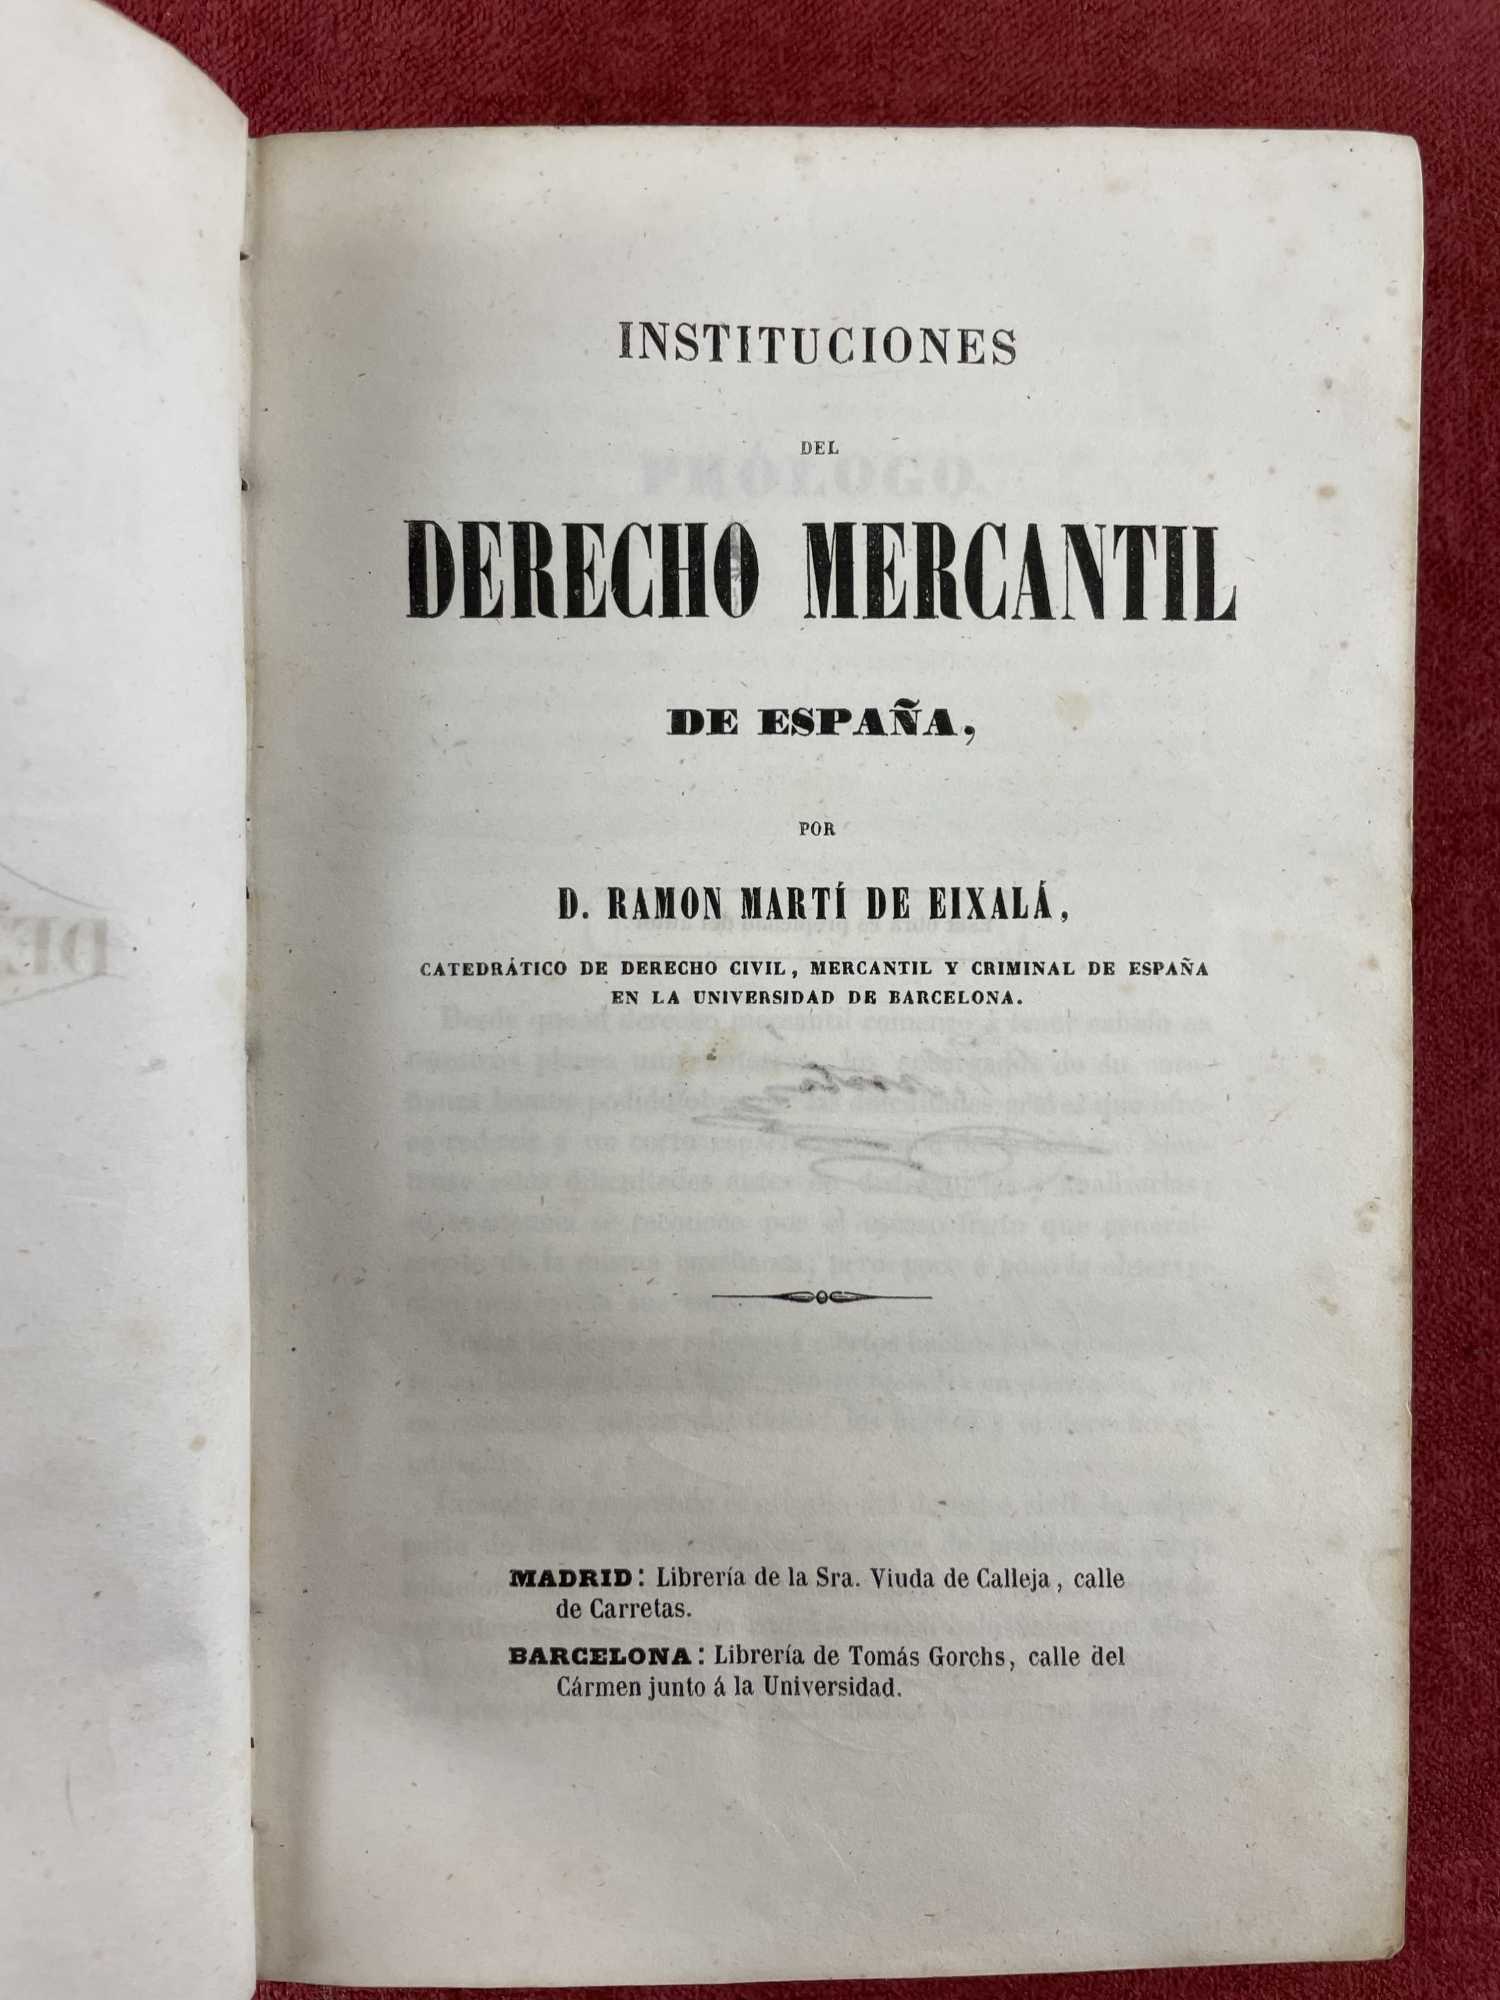 INSTITUCIONES
DEL
DERECHO MERCANTIL
DE ESPAÑA,
POR
D. RAMON MARTÍ DE EIXALÁ,
CATEDRÁTICO DE DERECHO CIVIL, MERCANTIL Y CRIMINAL DE ESPAÑA
EN LA UNIVERSIDAD DE BARCELONA.
MADRID: Librería de la Sra. Viuda de Calleja, calle
de Carretas.
BARCELONA: Librería de Tomás Gorchs, calle del
Cármen junto á la Universidad.